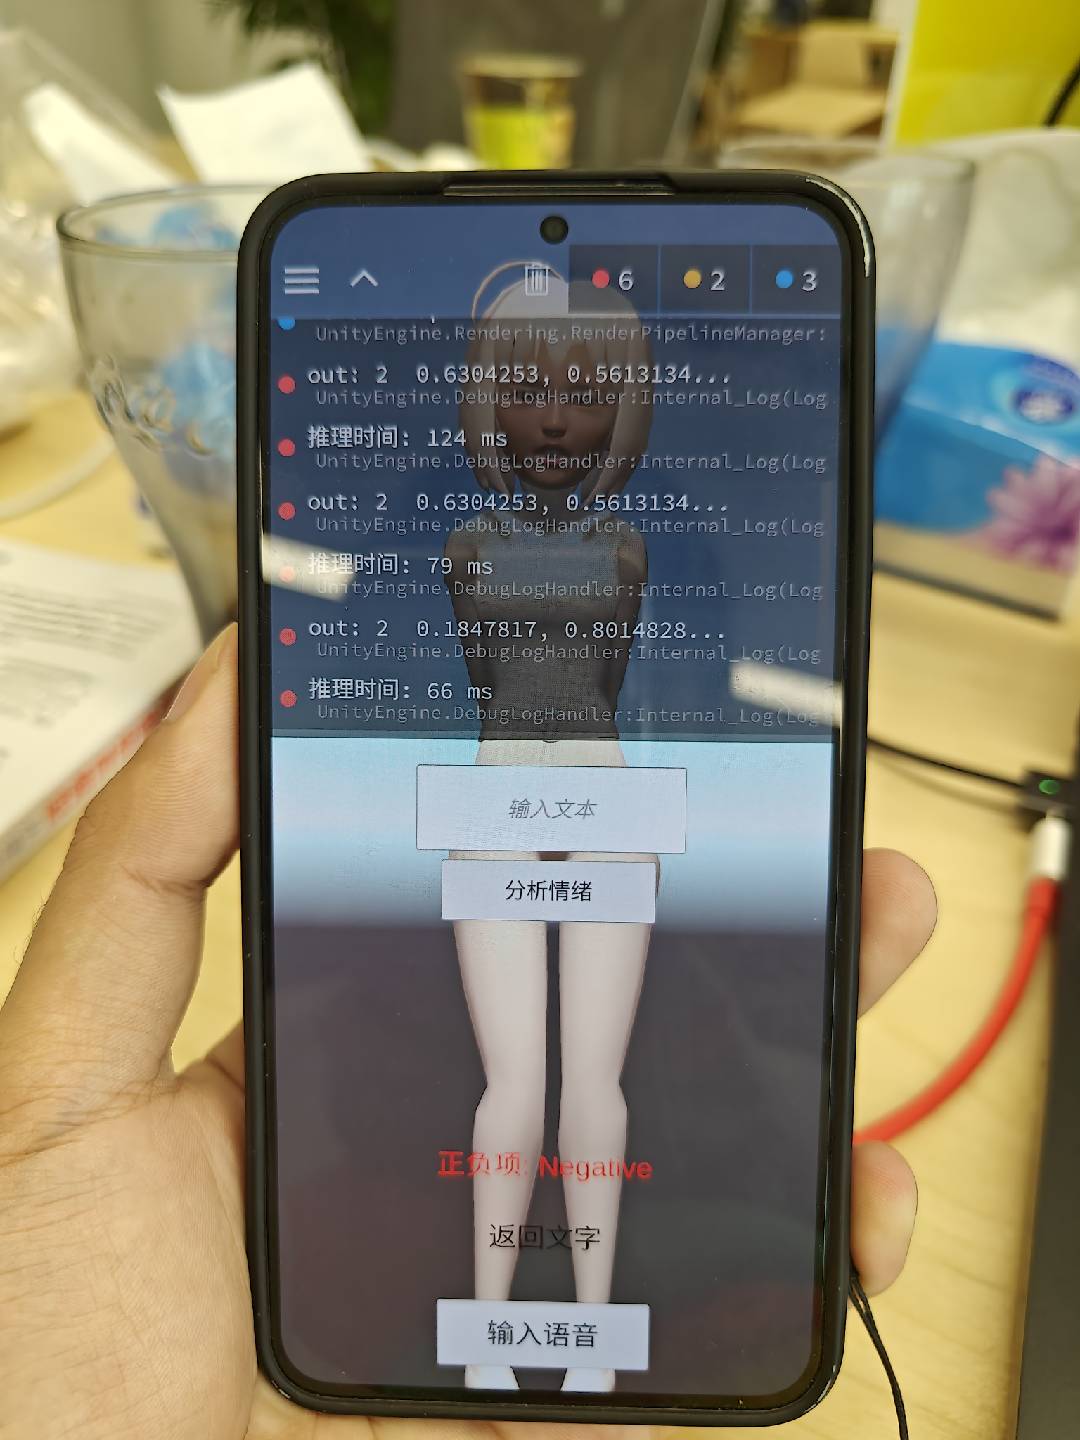 6 2 3
UnityEngine.Rendering.RenderPipelineManager:
out: 2 0.6304253, 0.5613134...
UnityEngine.DebugLogHandler:Internal_Log(Log
推理时间: 124 ms
UnityEngine.DebugLogHandler:Internal_Log(Log
out: 2 0.6304253, 0.5613134...
UnityEngine.DebugLogHandler:Internal_Log(Log
推理时间: 79 ms
UnityEngine.DebugLogHandler:Internal_Log(Log
out: 2 0.1847817, 0.8014828...
UnityEngine.DebugLogHandler:Internal_Log(Log
推理时间: 66 ms
UnityEngine.DebugLogHandler:Internal_Log(Log
输入文本
分析情绪
正负项: Negative
返回文字
输入语音